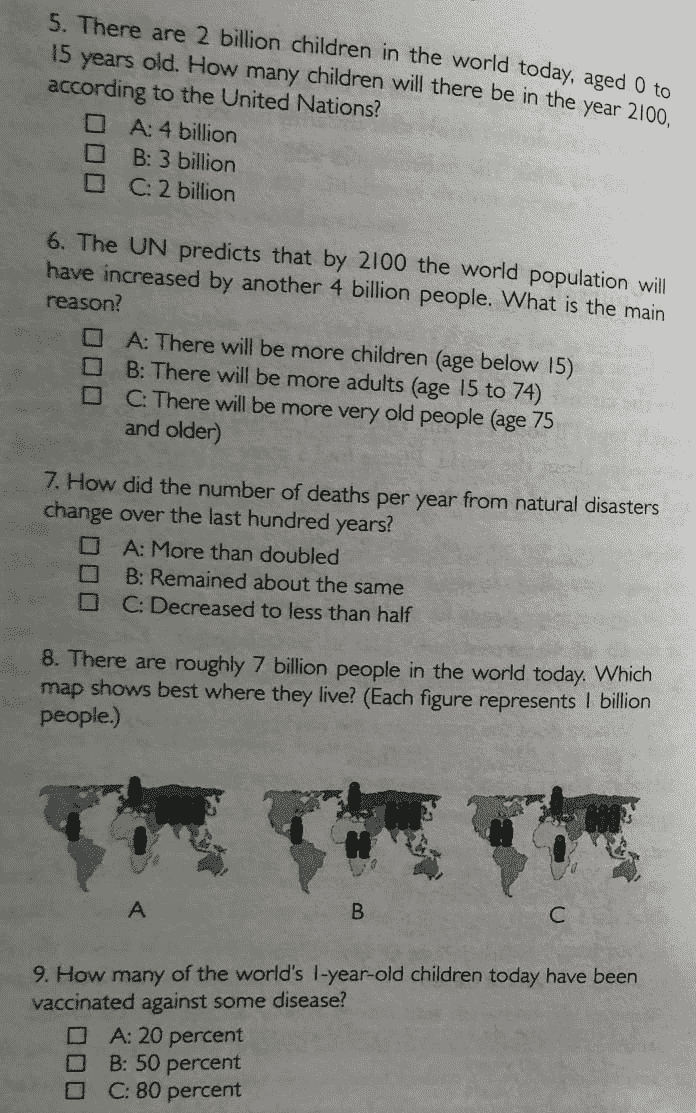 5. There are 2 billion children in the world today, aged 0 to
15 years old. How many children will there be in the year 2100,
according to the United Nations?
A: 4 billion
B: 3 billion
C: 2 billion
6. The UN predicts that by 2100 the world population will
have increased by another 4 billion people. What is the main
reason?
A: There will be more children (age below 15)
B: There will be more adults (age 15 to 74)
C: There will be more very old people (age 75
and older)
7. How did the number of deaths per year from natural disasters
change over the last hundred years?
A: More than doubled
B: Remained about the same
C: Decreased to less than half
8. There are roughly 7 billion people in the world today. Which
map shows best where they live? (Each figure represents 1 billion
people.)
A B C
9. How many of the world's 1-year-old children today have been
vaccinated against some disease?
A: 20 percent
B: 50 percent
C: 80 percent